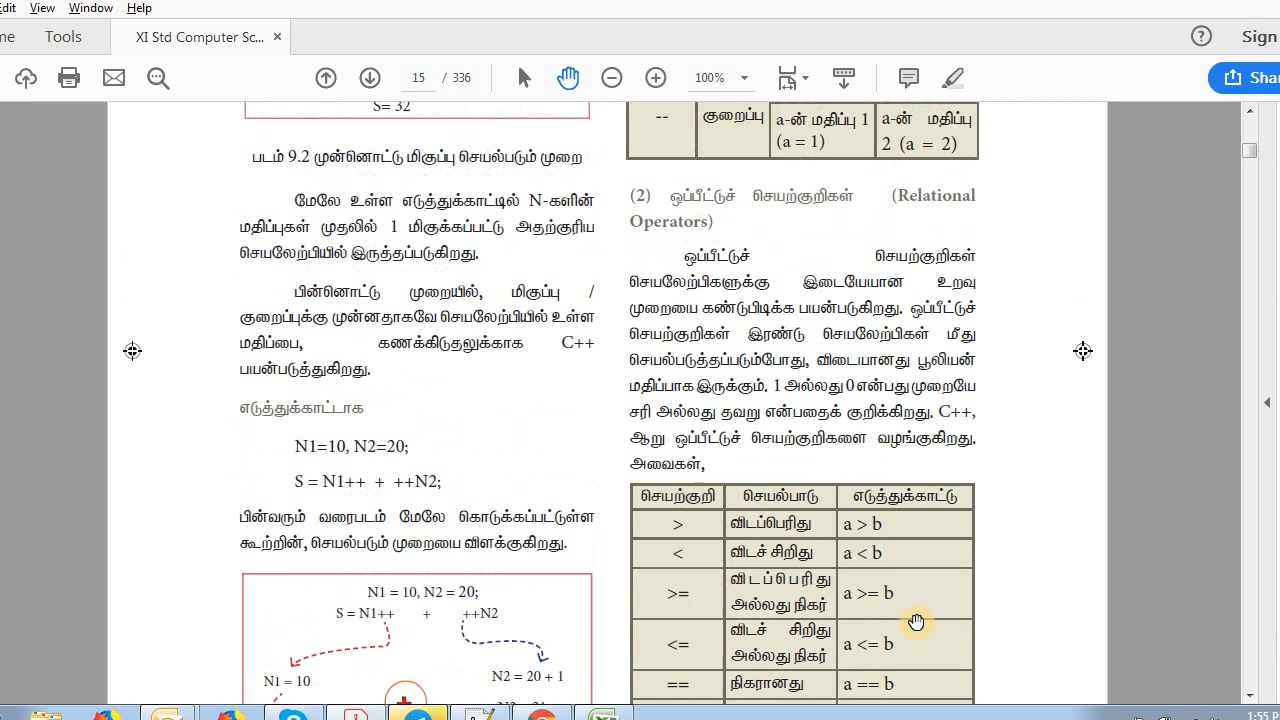 Edit View Window Help
Tools XI Std Computer Sc... × Sign
15 / 336 100%
S= 32
படம் 9.2 முன்னொட்டு மிகுப்பு செயல்படும் முறை
மேலே உள்ள எடுத்துக்காட்டில் N-களின்
மதிப்புகள் முதலில் 1 மிகுக்கப்பட்டு அதற்குரிய
செயலேற்பியில் இருத்தப்படுகிறது.
பின்னொட்டு முறையில், மிகுப்பு /
குறைப்புக்கு முன்னதாகவே செயலேற்பியில் உள்ள
மதிப்பை, கணக்கிடுதலுக்காக C++
பயன்படுத்துகிறது.
எடுத்துக்காட்டாக
N1=10, N2=20;
S = N1++ + ++N2;
பின்வரும் வரைபடம் மேலே கொடுக்கப்பட்டுள்ள
கூற்றின், செயல்படும் முறையை விளக்குகிறது.
N1 = 10, N2 = 20;
S = N1++ + ++N2
N1 = 10
N2 = 20 + 1
-- குறைப்பு a-ன் மதிப்பு 1 a-ன் மதிப்பு
(a = 1) 2 (a = 2)
(2) ஒப்பீட்டுச் செயற்குறிகள் (Relational
Operators)
ஒப்பீட்டுச் செயற்குறிகள்
செயலேற்பிகளுக்கு இடையேயான உறவு
முறையை கண்டுபிடிக்க பயன்படுகிறது. ஒப்பீட்டுச்
செயற்குறிகள் இரண்டு செயலேற்பிகள் மீது
செயல்படுத்தப்படும்போது, விடையானது பூலியன்
மதிப்பாக இருக்கும். 1 அல்லது 0 என்பது முறையே
சரி அல்லது தவறு என்பதைக் குறிக்கிறது. C++,
ஆறு ஒப்பீட்டுச் செயற்குறிகளை வழங்குகிறது.
அவைகள்,
செயற்குறி செயல்பாடு எடுத்துக்காட்டு
> விடப்பெரிது a > b
< விடச் சிறிது a < b
>= விடப்பெரிது a >= b
அல்லது நிகர்
<= விடச் சிறிது a <= b
அல்லது நிகர்
== நிகரானது a == b
1:55 P